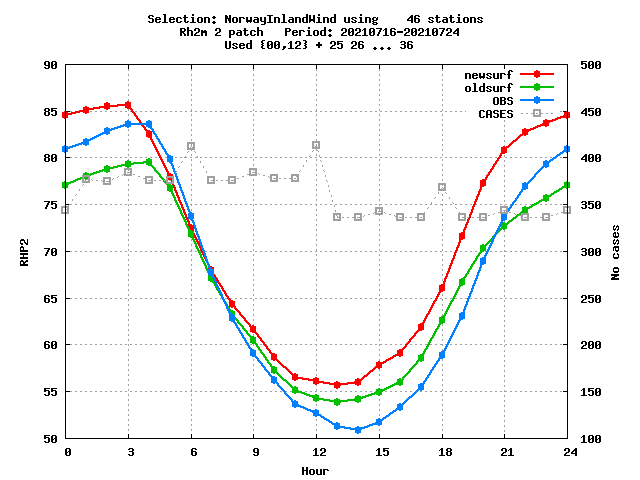 Selection: NorwayInlandWind using    46 stations
Rh2m 2 patch   Period: 20210716-20210724
Used {00,12} + 25 26 ... 36
90 500
85 450
80 400
75 350
70 300
65 250
60 200
55 150
50 100
newsurf
oldsurf
OBS
CASES
RHP2
No cases
0 3 6 9 12 15 18 21 24
Hour